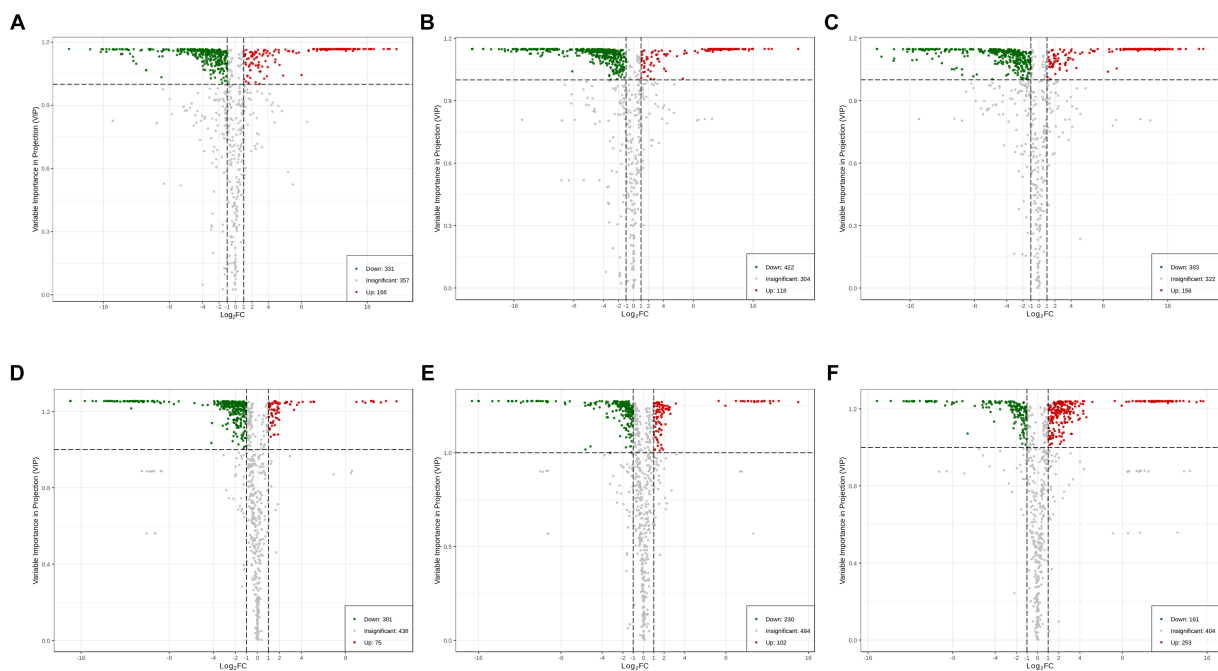 A
Variable Importance in Projection (VIP)
1.2
0.9
0.6
0.3
0.0
-16 -8 -4 -2 -1 0 1 2 4 8 16
Log2FC
Down: 331
Insignificant: 357
Up: 166
B
Variable Importance in Projection (VIP)
1.2
0.9
0.6
0.3
0.0
-16 -8 -4 -2 -1 0 1 2 4 8 16
Log2FC
Down: 422
Insignificant: 304
Up: 118
C
Variable Importance in Projection (VIP)
1.2
0.9
0.6
0.3
0.0
-16 -8 -4 -2 -1 0 1 2 4 8 16
Log2FC
Down: 383
Insignificant: 322
Up: 156
D
Variable Importance in Projection (VIP)
1.2
0.8
0.4
0.0
-16 -8 -4 -2 -1 0 1 2 4 8
Log2FC
Down: 301
Insignificant: 438
Up: 75
E
Variable Importance in Projection (VIP)
1.0
0.5
0.0
-16 -8 -4 -2 -1 0 1 2 4 8 16
Log2FC
Down: 230
Insignificant: 494
Up: 102
F
Variable Importance in Projection (VIP)
1.2
0.8
0.4
0.0
-16 -8 -4 -2 -1 0 1 2 4 8 16
Log2FC
Down: 161
Insignificant: 404
Up: 253